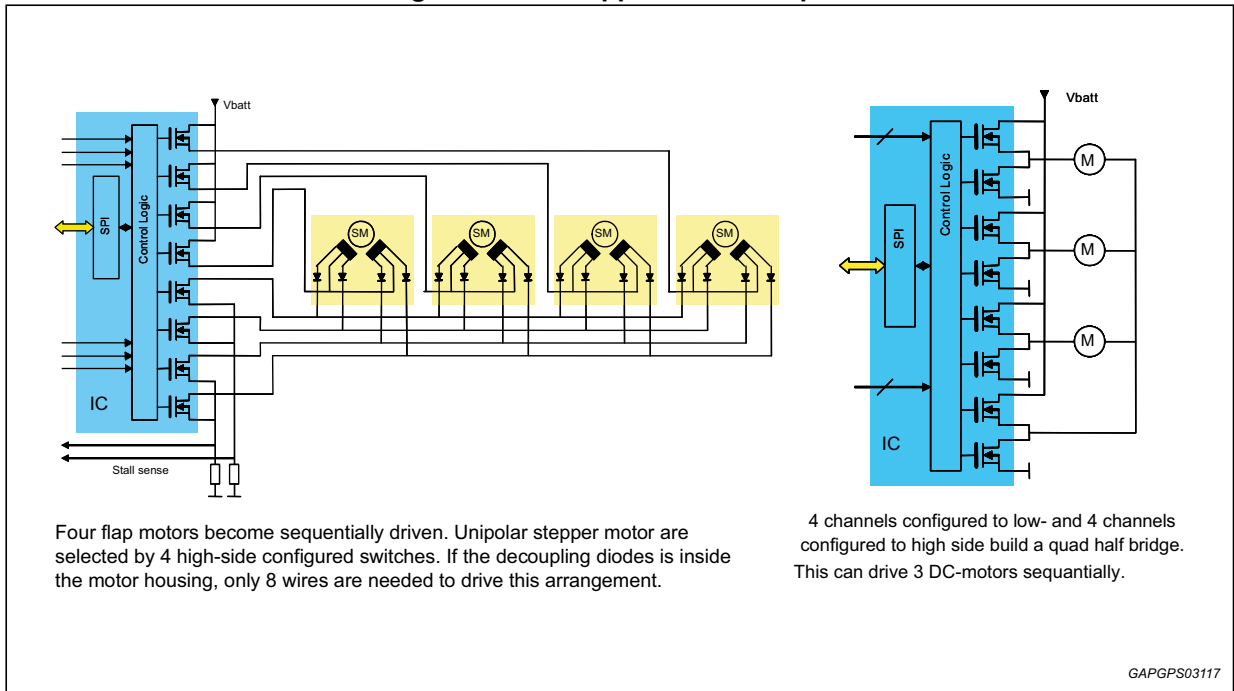 Vbatt
Control Logic
SPI
IC
SM
SM
SM
SM
Stall sense
Four flap motors become sequentially driven. Unipolar stepper motor are
selected by 4 high-side configured switches. If the decoupling diodes is inside
the motor housing, only 8 wires are needed to drive this arrangement.
Vbatt
Control Logic
SPI
IC
M
M
M
4 channels configured to low- and 4 channels
configured to high side build a quad half bridge.
This can drive 3 DC-motors sequantially.
GAPGPS03117